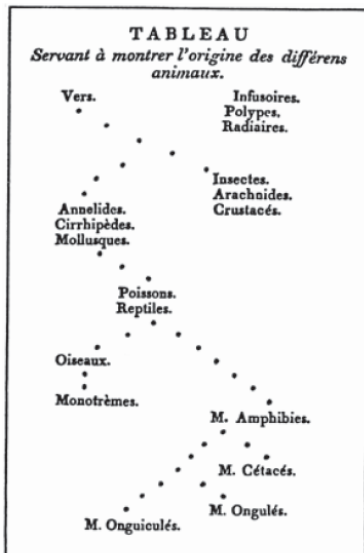 TABLEAU
Servant à montrer l'origine des différens
animaux.
Vers.
Infusoires.
Polypes.
Radiaires.
Insectes.
Arachnides.
Crustacés.
Annelides.
Cirrhipèdes.
Mollusques.
Poissons.
Reptiles.
Oiseaux.
Monotrèmes.
M. Amphibies.
M. Cétacés.
M. Ongulés.
M. Onguiculés.